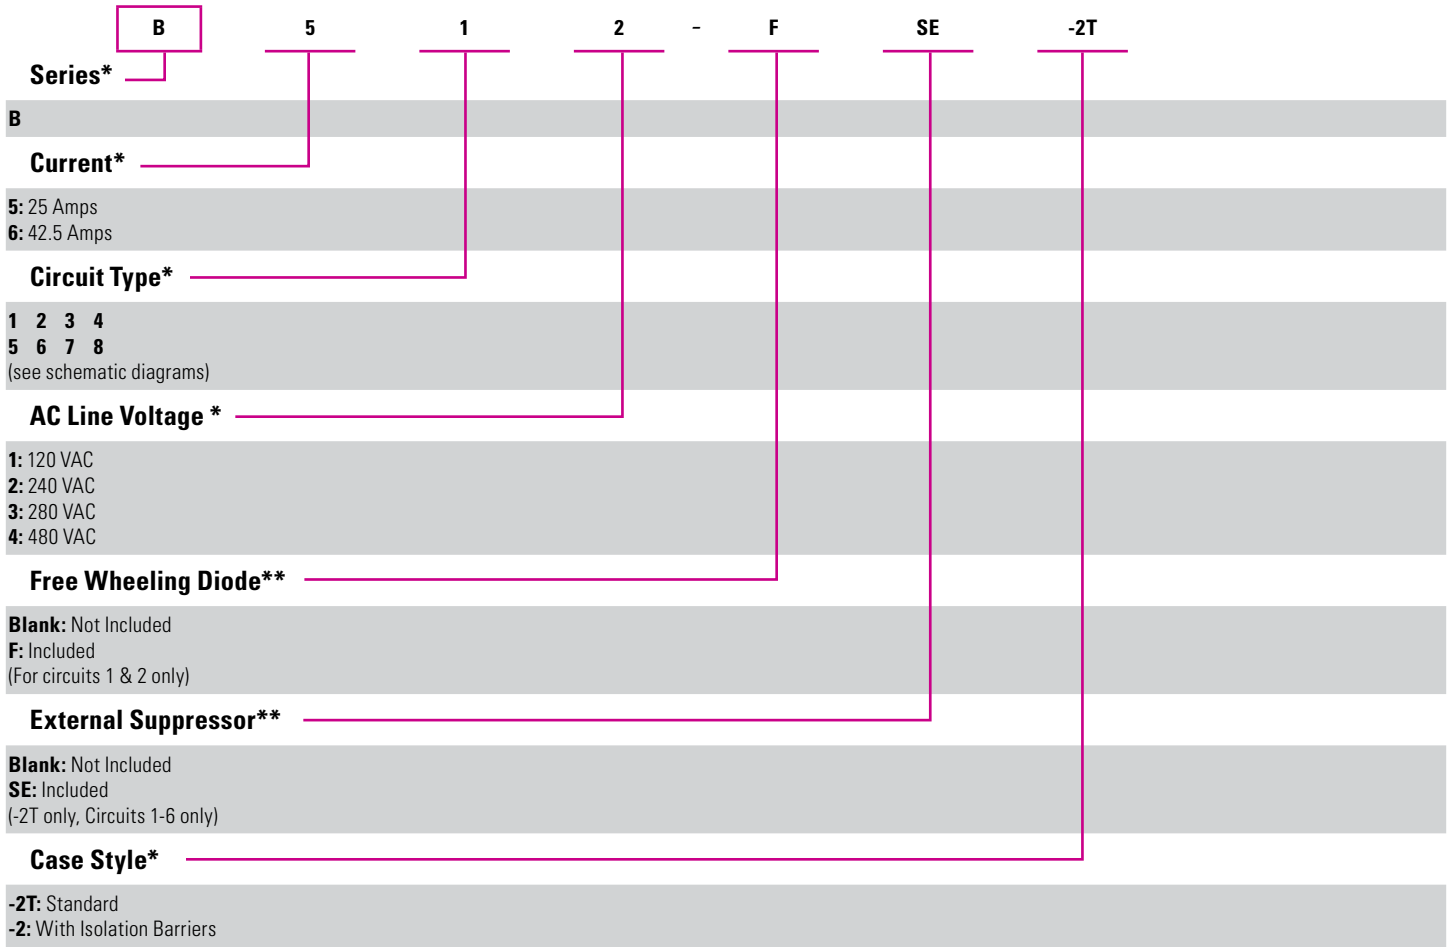 B 5 1 2 – F SE -2T
Series*
B
Current*
5: 25 Amps
6: 42.5 Amps
Circuit Type*
1 2 3 4
5 6 7 8
(see schematic diagrams)
AC Line Voltage *
1: 120 VAC
2: 240 VAC
3: 280 VAC
4: 480 VAC
Free Wheeling Diode**
Blank: Not Included
F: Included
(For circuits 1 & 2 only)
External Suppressor**
Blank: Not Included
SE: Included
(-2T only, Circuits 1-6 only)
Case Style*
-2T: Standard
-2: With Isolation Barriers